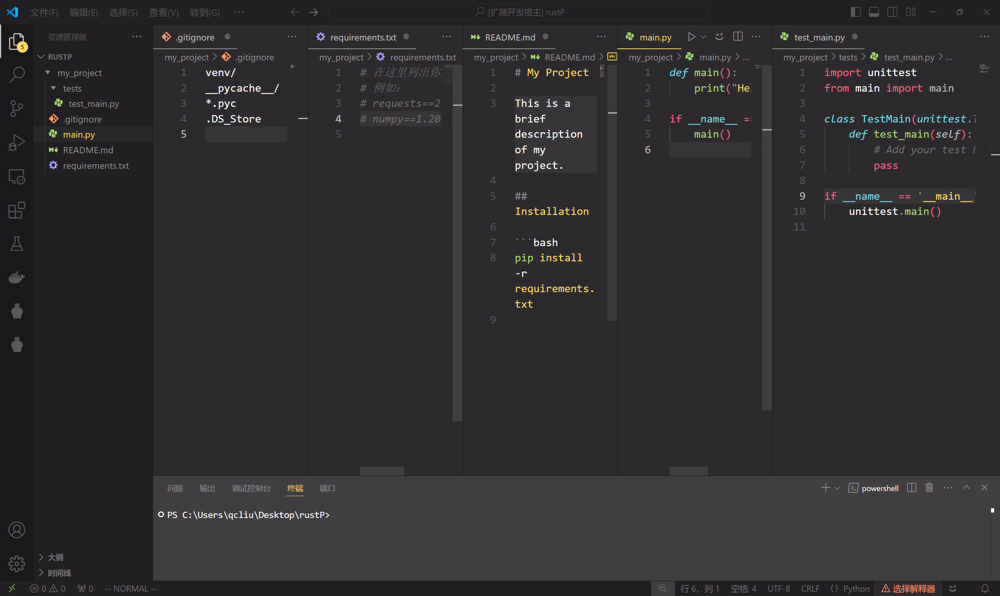 文件(F) 编辑(E) 选择(S) 查看(V) 转到(G) ··· [扩展开发宿主] rustP
资源管理器
5
RUSTP
my_project
tests
test_main.py
.gitignore
main.py
README.md
requirements.txt
大纲
时间线
.gitignore
my_project > .gitignore
1 venv/
2 __pycache__/
3 *.pyc
4 .DS_Store
5
requirements.txt
my_project > requirements.txt
1 # 在这里列出你
2 # 例如:
3 # requests==2
4 # numpy==1.20
5
README.md
my_project > README.md > abc
1 # My Project
2
3 This is a
brief
description
of my
project.
4
5 ##
Installation
6
7 ```bash
8 pip install
-r
requirements.
txt
9
main.py
my_project > main.py > ...
1 def main():
2 print("Hel
3
4 if __name__ ==
5 main()
6
test_main.py
my_project > tests > test_main.py > ...
1 import unittest
2 from main import main
3
4 class TestMain(unittest.T
5 def test_main(self):
6 # Add your test h
7 pass
8
9 if __name__ == '__main__'
10 unittest.main()
11
问题 输出 调试控制台 终端 端口 powershell
PS C:\Users\qcliu\Desktop\rustP>
0 0 0 -- NORMAL -- 行 6，列 1 空格: 4 UTF-8 CRLF {} Python 选择解释器